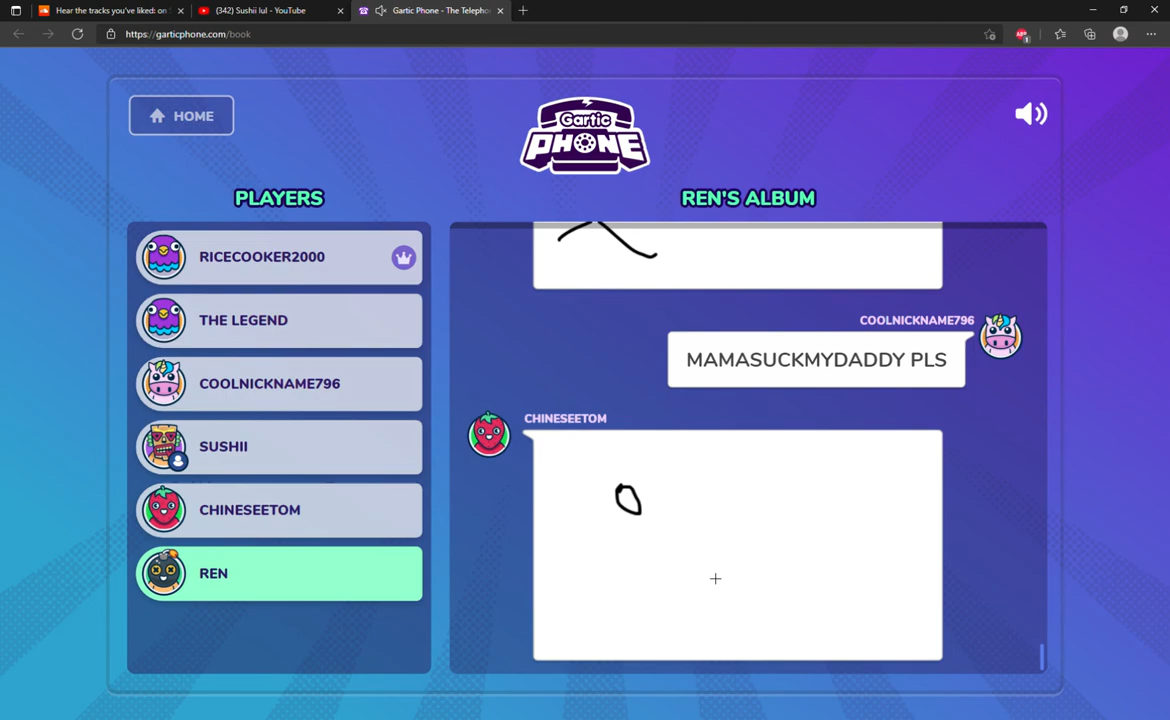 Hear the tracks you've liked: on S
(342) Sushii lul - YouTube
Gartic Phone - The Telepho
https://garticphone.com/book
1
HOME
Gartic
PHONE
PLAYERS
REN'S ALBUM
RICECOOKER2000
THE LEGEND
COOLNICKNAME796
SUSHII
CHINESEETOM
REN
COOLNICKNAME796
MAMASUCKMYDADDY PLS
CHINESEETOM